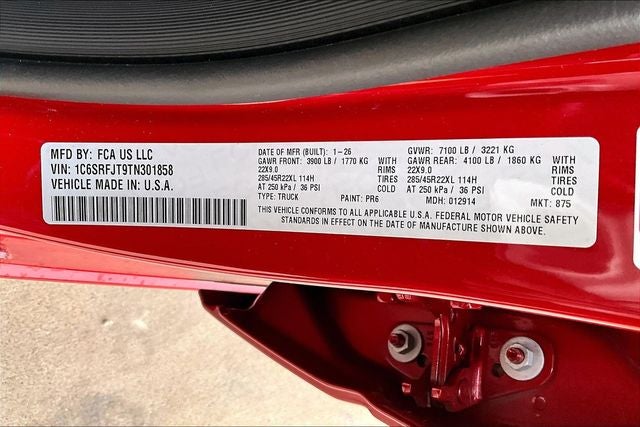 MFD BY: FCA US LLC
VIN: 1C6SRFJT9TN301858
VEHICLE MADE IN: U.S.A.
DATE OF MFR (BUILT): 1-26 GVWR: 7100 LB / 3221 KG
GAWR FRONT: 3900 LB / 1770 KG WITH GAWR REAR: 4100 LB / 1860 KG WITH
22X9.0 RIMS 22X9.0 RIMS
285/45R22XL 114H TIRES 285/45R22XL 114H TIRES
AT 250 kPa / 36 PSI COLD AT 250 kPa / 36 PSI COLD
TYPE: TRUCK PAINT: PR6 MDH: 012914 MKT: 875
THIS VEHICLE CONFORMS TO ALL APPLICABLE U.S.A. FEDERAL MOTOR VEHICLE SAFETY
STANDARDS IN EFFECT ON THE DATE OF MANUFACTURE SHOWN ABOVE.